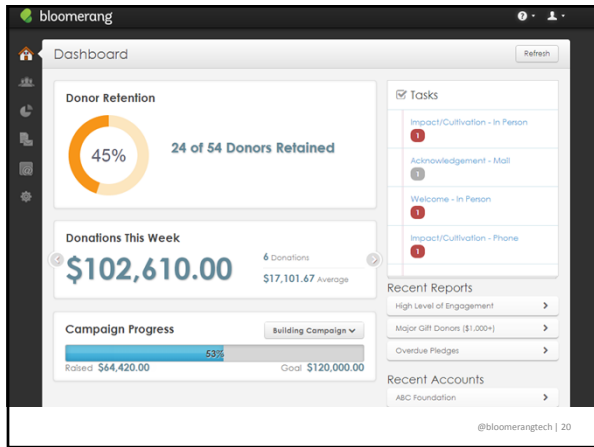 bloomerang
Dashboard
Refresh
Donor Retention
45%
24 of 54 Donors Retained
Donations This Week
$102,610.00
6 Donations
$17,101.67 Average
Campaign Progress
Building Campaign
53%
Raised $64,420.00
Goal $120,000.00
Tasks
Impact/Cultivation - In Person
1
Acknowledgement - Mail
1
Welcome - In Person
1
Impact/Cultivation - Phone
1
Recent Reports
High Level of Engagement
Major Gift Donors ($1,000+)
Overdue Pledges
Recent Accounts
ABC Foundation
@bloomerangtech | 20